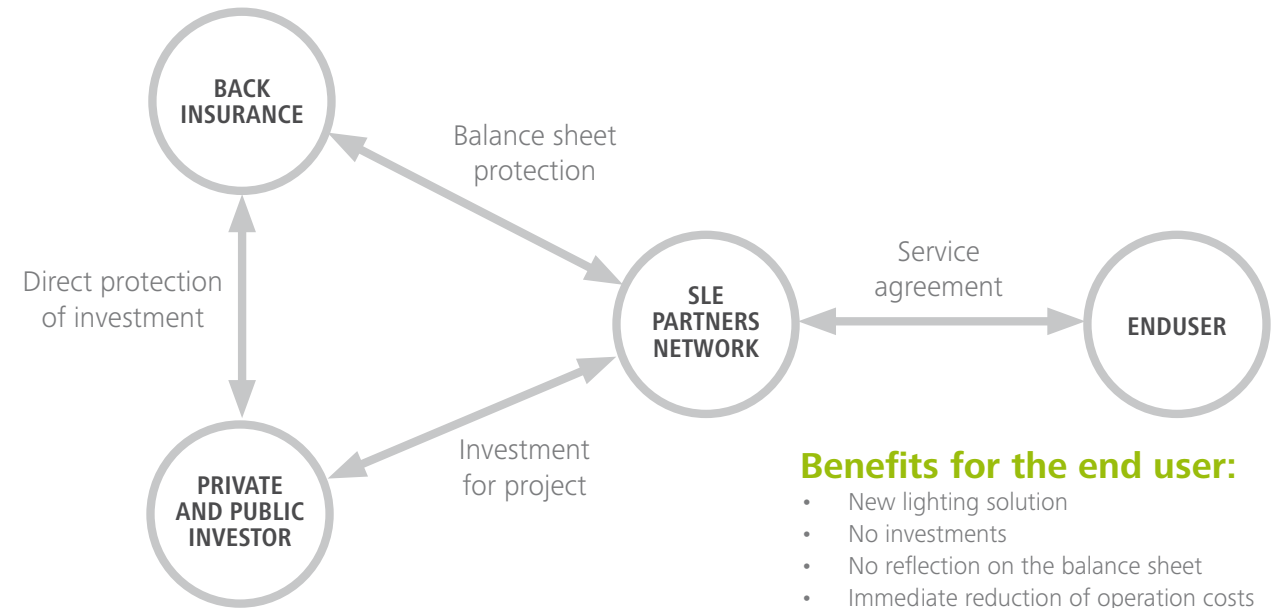 BACK
INSURANCE
Balance sheet
protection
Direct protection
of investment
SLE
PARTNERS
NETWORK
Service
agreement
ENDUSER
Investment
for project
PRIVATE
AND PUBLIC
INVESTOR
Benefits for the end user:
• New lighting solution
• No investments
• No reflection on the balance sheet
• Immediate reduction of operation costs